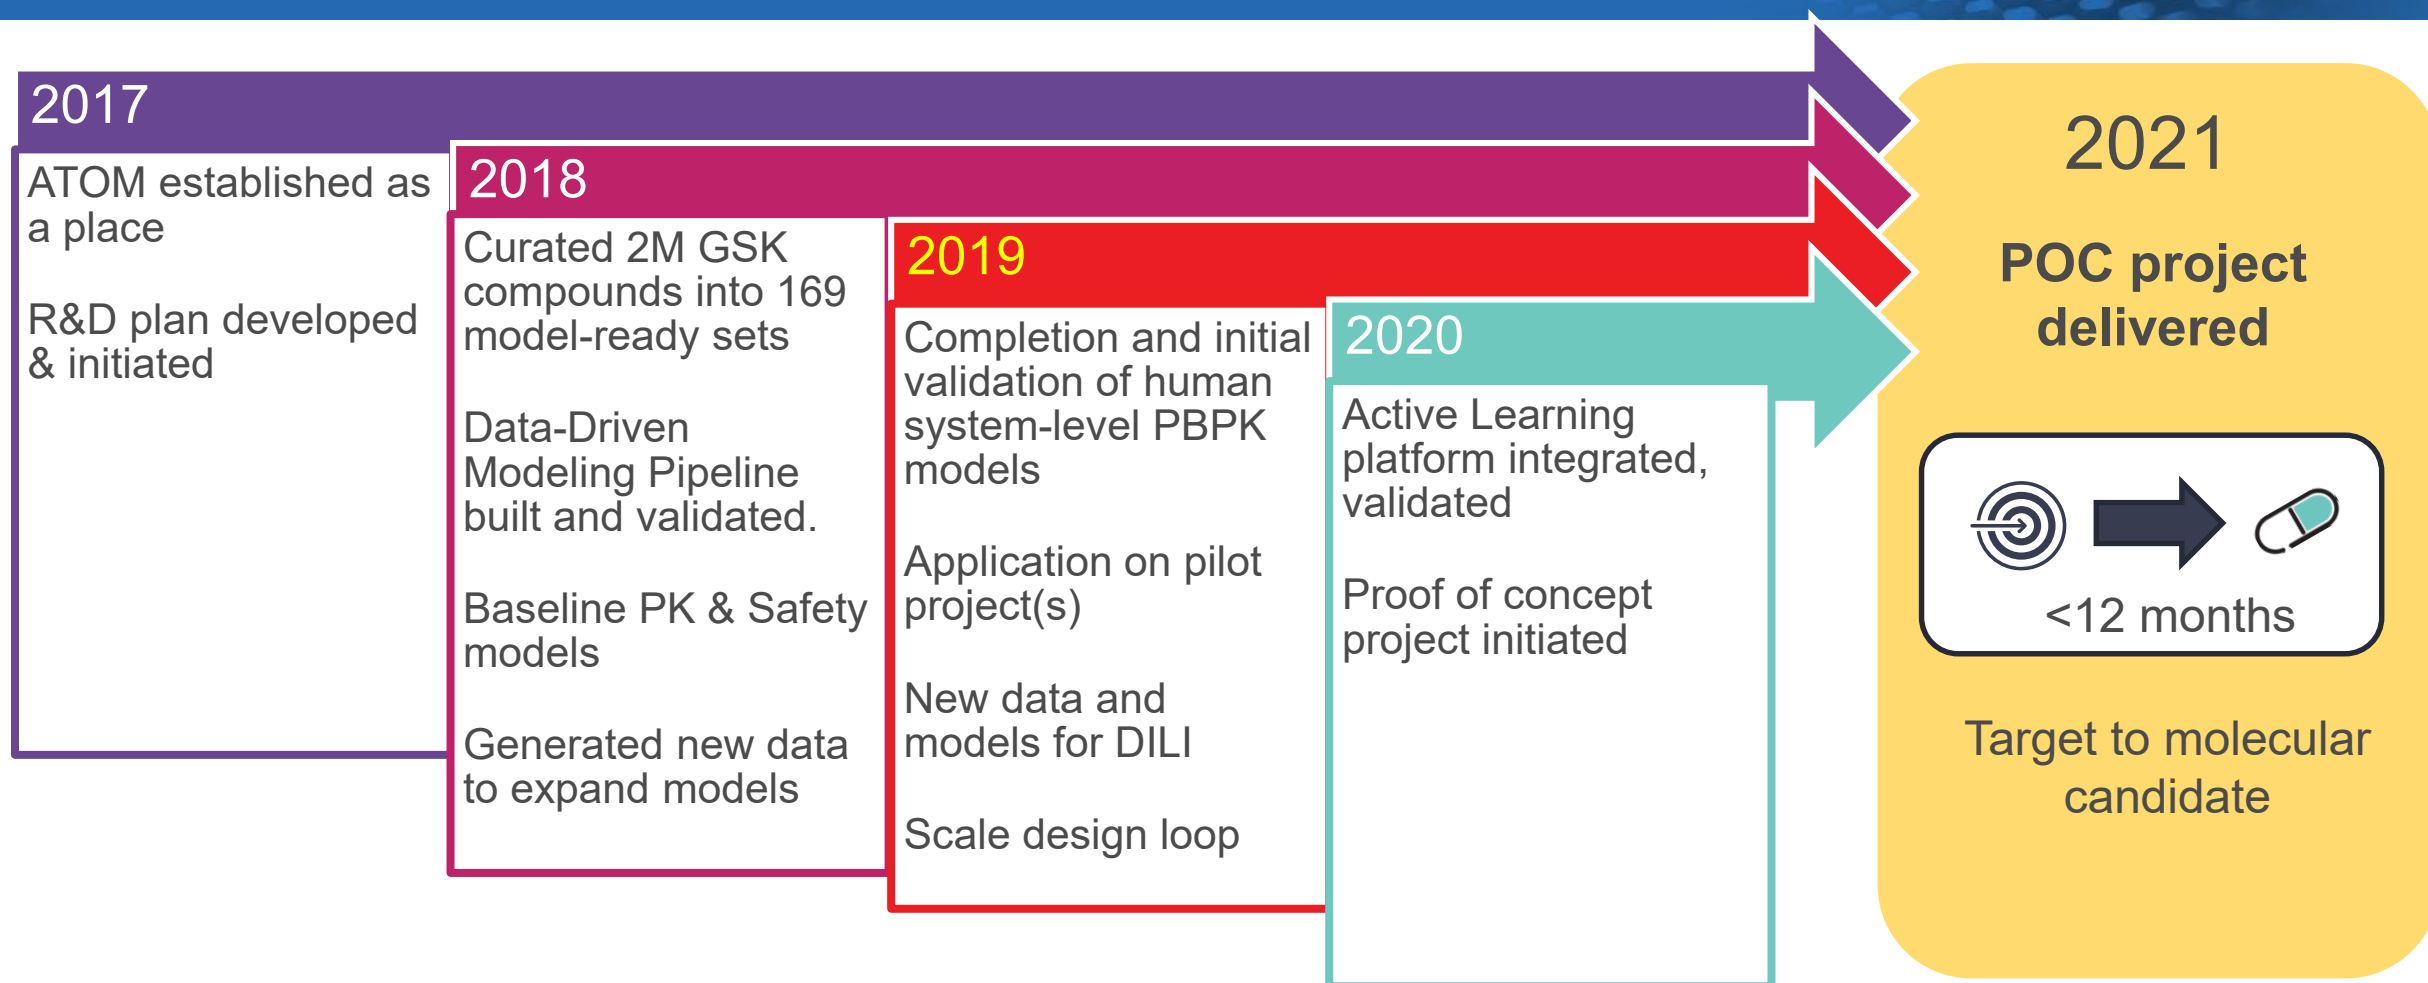 2017
ATOM established as
a place
R&D plan developed
& initiated
2018
Curated 2M GSK
compounds into 169
model-ready sets
Data-Driven
Modeling Pipeline
built and validated.
Baseline PK & Safety
models
Generated new data
to expand models
2019
Completion and initial
validation of human
system-level PBPK
models
Application on pilot
project(s)
New data and
models for DILI
Scale design loop
2020
Active Learning
platform integrated,
validated
Proof of concept
project initiated
2021
POC project
delivered
<12 months
Target to molecular
candidate